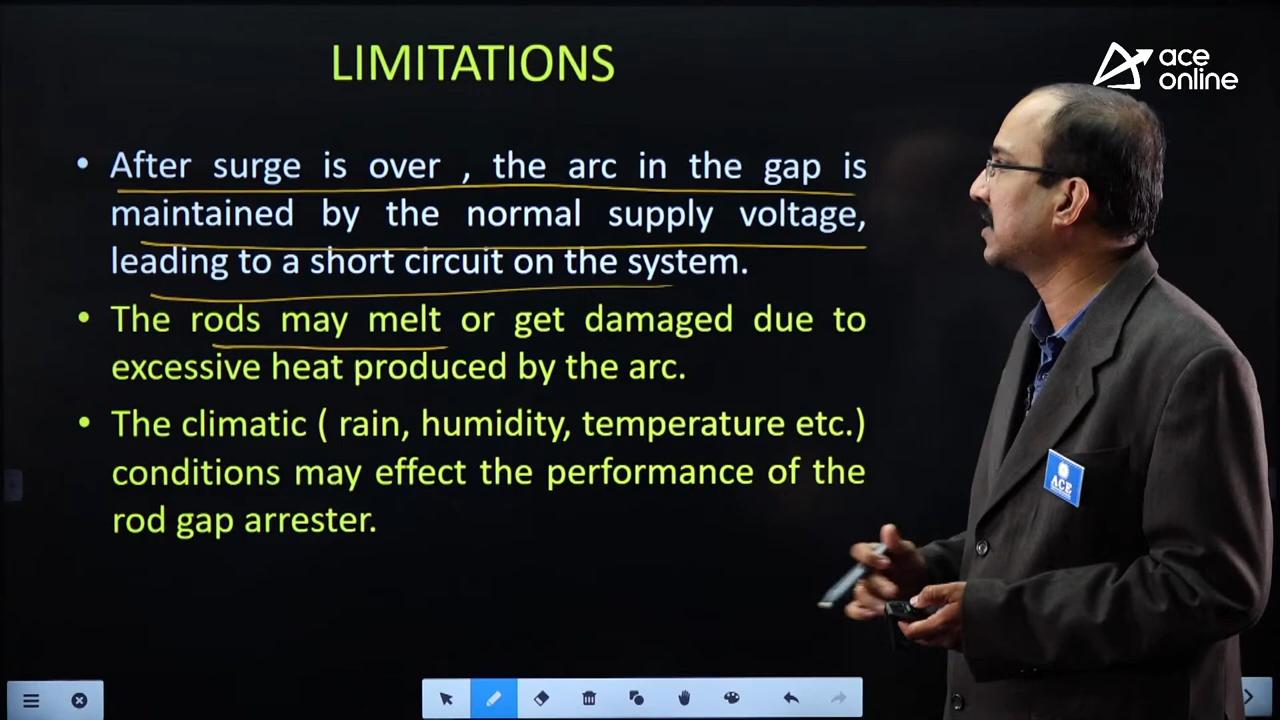 LIMITATIONS
ace
online
• After surge is over , the arc in the gap is
maintained by the normal supply voltage,
leading to a short circuit on the system.
• The rods may melt or get damaged due to
excessive heat produced by the arc.
• The climatic ( rain, humidity, temperature etc.)
conditions may effect the performance of the
rod gap arrester.
ACE